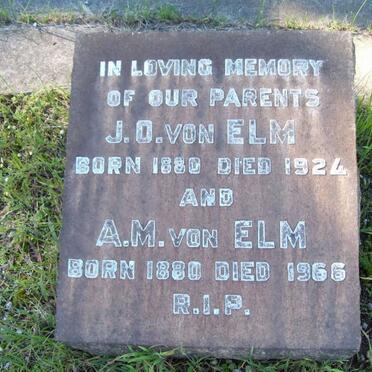 IN LOVING MEMORY
OF OUR PARENTS
J.O. VON ELM
BORN 1880 DIED 1924
AND
A.M. VON ELM
BORN 1880 DIED 1966
R.I.P.